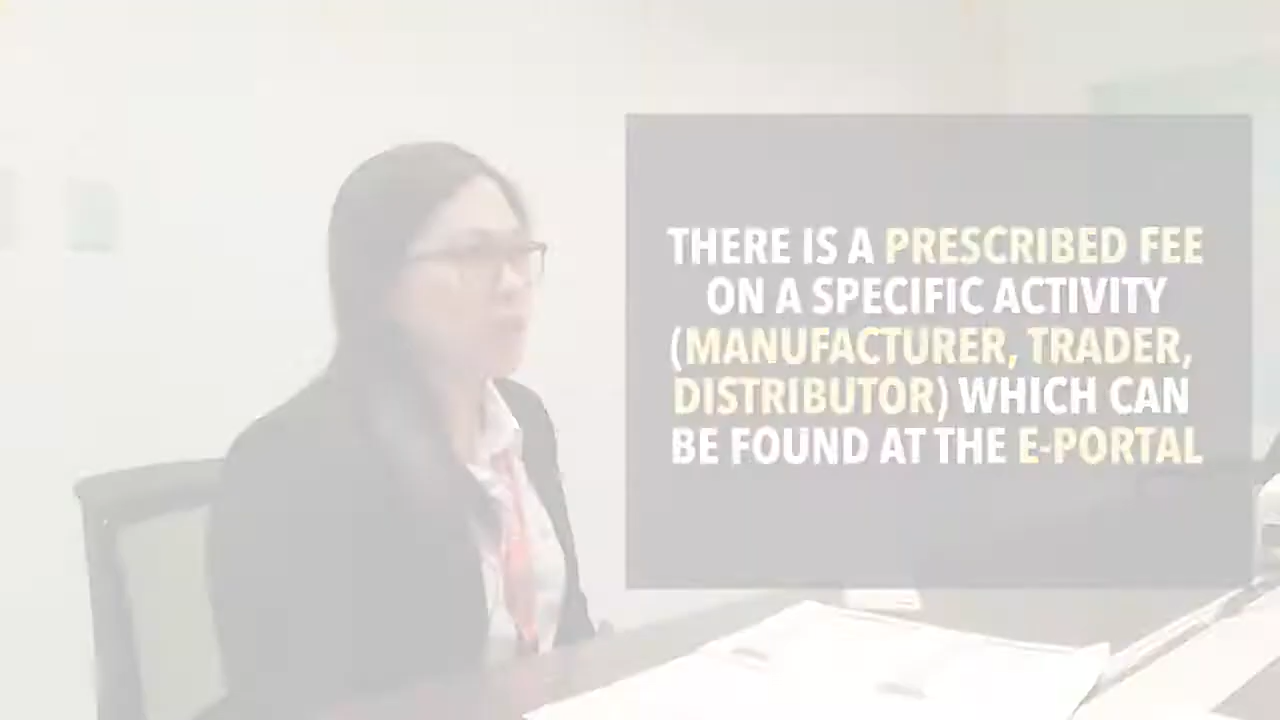 THERE IS A PRESCRIBED FEE
ON A SPECIFIC ACTIVITY
(MANUFACTURER, TRADER,
DISTRIBUTOR) WHICH CAN
BE FOUND AT THE E-PORTAL